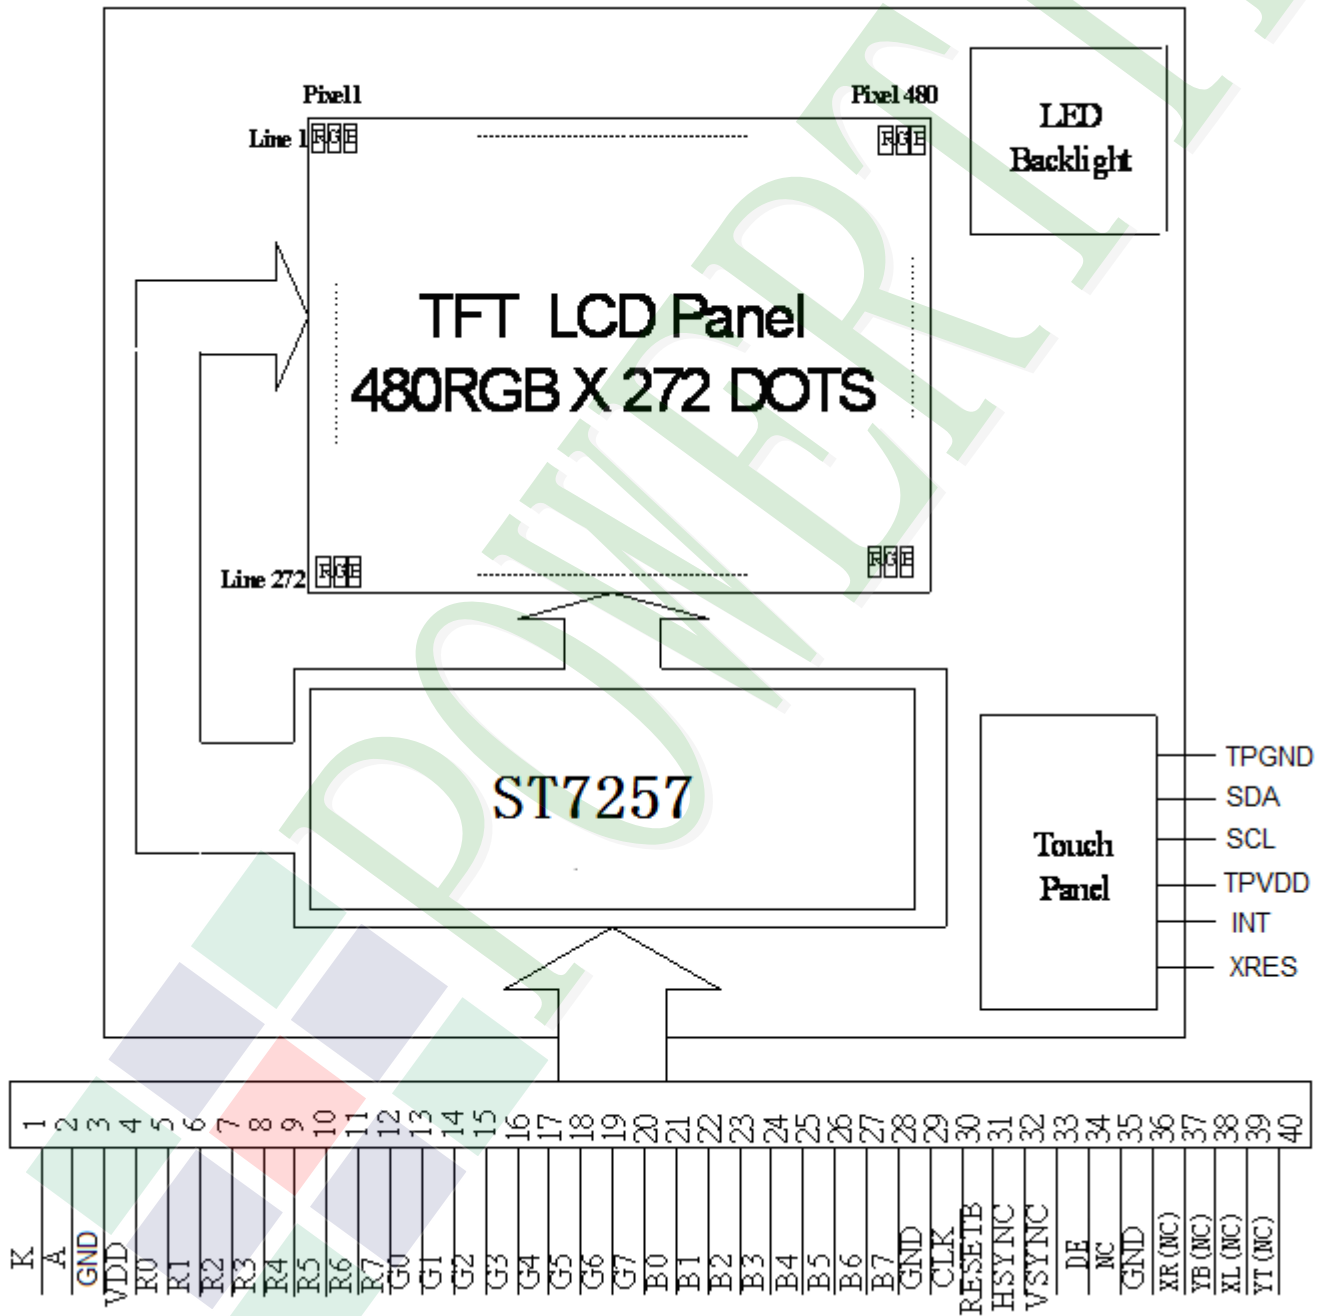 Pixel1
Pixel 480
LED
Backlight
Line 1
R G B
R G B
TFT LCD Panel
480RGB X 272 DOTS
Line 272
R G B
R G B
ST7257
Touch
Panel
TPGND
SDA
SCL
TPVDD
INT
XRES
1 2 3 4 5 6 7 8 9 10 11 12 13 14 15 16 17 18 19 20 21 22 23 24 25 26 27 28 29 30 31 32 33 34 35 36 37 38 39 40
K A GND VDD R0 R1 R2 R3 R4 R5 R6 R7 G0 G1 G2 G3 G4 G5 G6 G7 B0 B1 B2 B3 B4 B5 B6 B7 GND CLK RESETB HSYNC VSYNC DE NC GND XR(NC) YB(NC) XL(NC) YT(NC)
POWERT